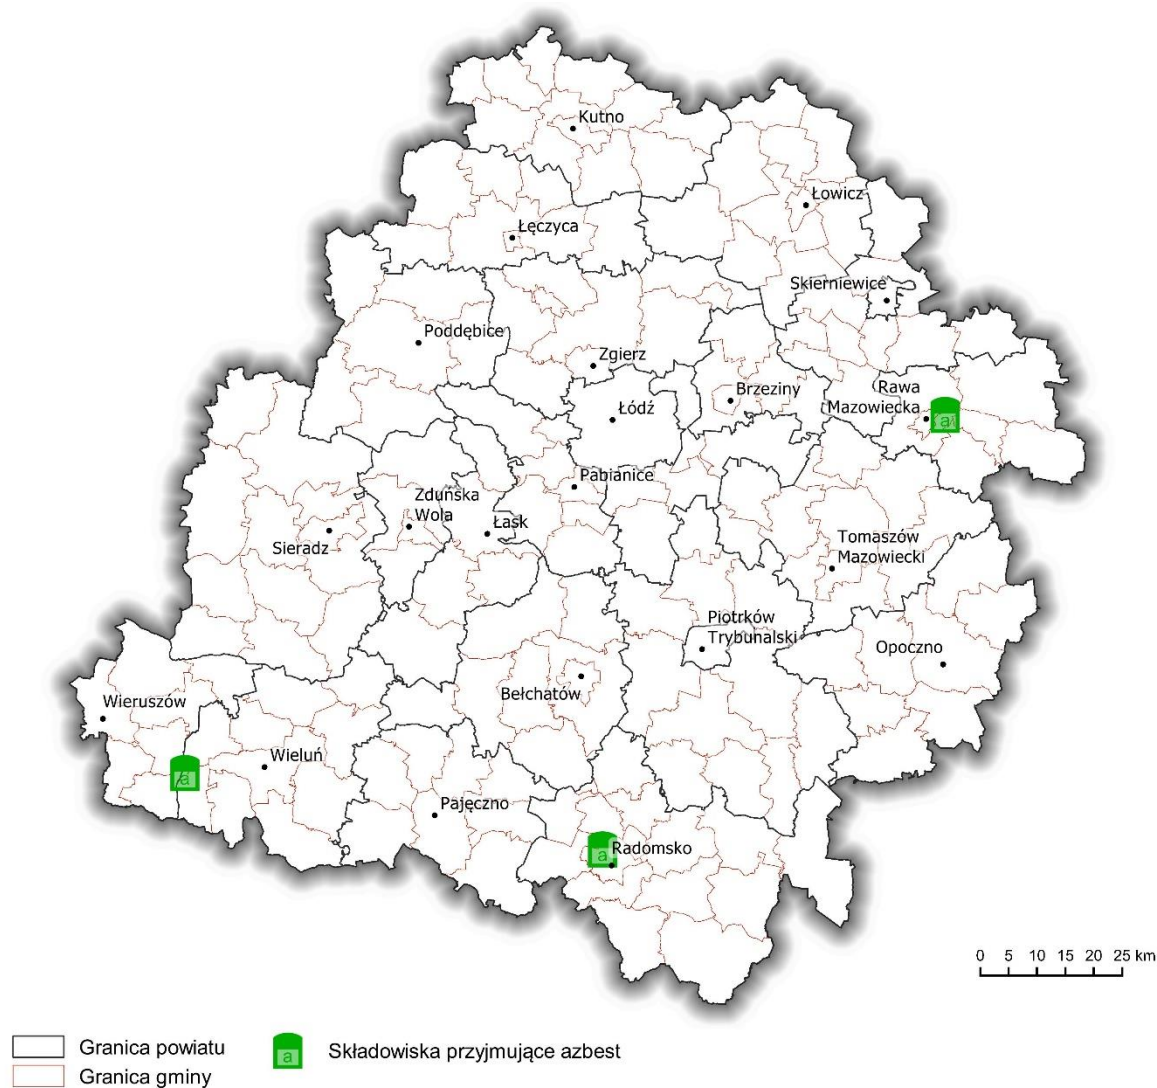 Kutno
Łowicz
Łęczyca
Skierniewice
Poddębice
Zgierz
Rawa
Mazowiecka
Brzeziny
Łódź
a
Pabianice
Zduńska
Wola
Łask
Sieradz
Tomaszów
Mazowiecki
Piotrków
Trybunalski
Opoczno
Bełchatów
Wieruszów
Wieluń
a
Pajęczno
Radomsko
a
0 5 10 15 20 25 km
Granica powiatu
a
Składowiska przyjmujące azbest
Granica gminy